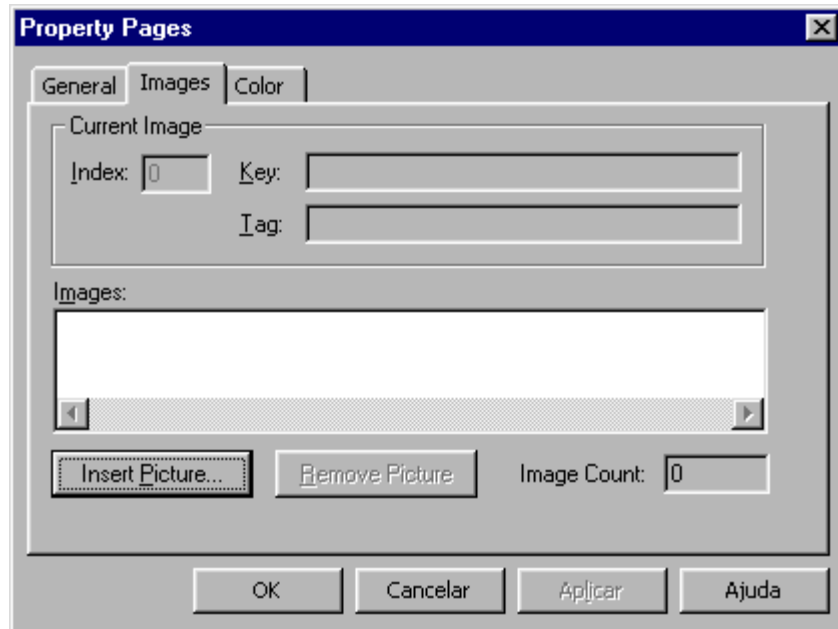 Property Pages
General Images Color
Current Image
Index: 0 Key:
Tag:
Images:
Insert Picture... Remove Picture Image Count: 0
OK Cancelar Aplicar Ajuda